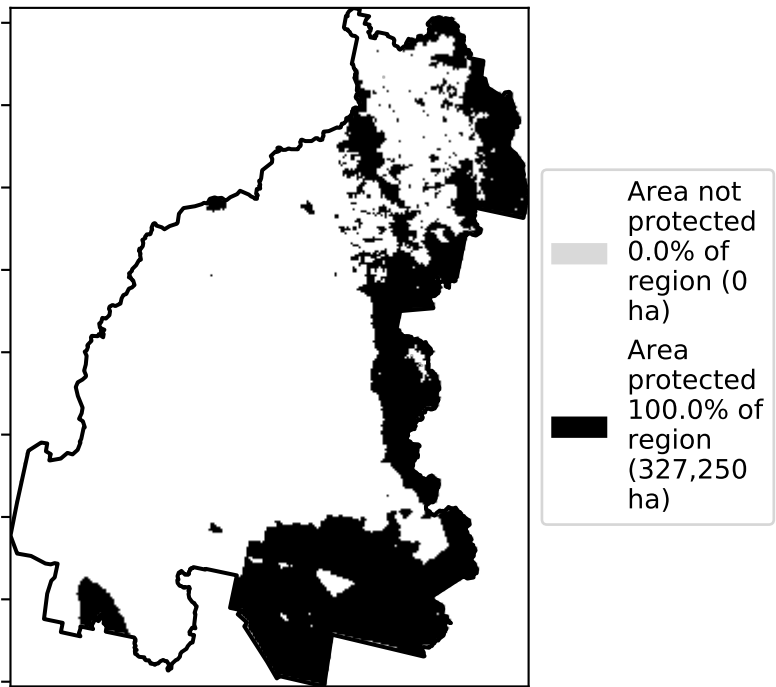 Area not
protected
0.0% of
region (0
ha)
Area
protected
100.0% of
region
(327,250
ha)